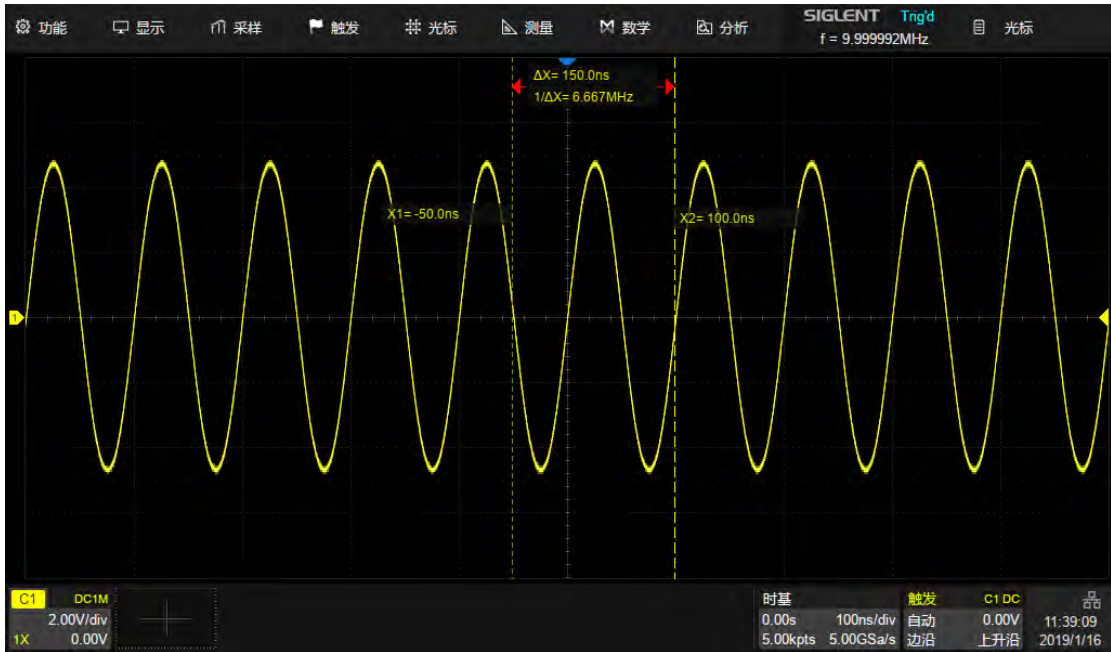 功能 显示 采样 触发 光标 测量 数学 分析 SIGLENT Trig'd 光标
f = 9.999992MHz
ΔX= 150.0ns
1/ΔX= 6.667MHz
X1= -50.0ns
X2= 100.0ns
1
C1 DC1M
2.00V/div
1X 0.00V
时基
0.00s 100ns/div
5.00kpts 5.00GSa/s
触发 C1 DC
自动 0.00V
边沿 上升沿
11:39:09
2019/1/16